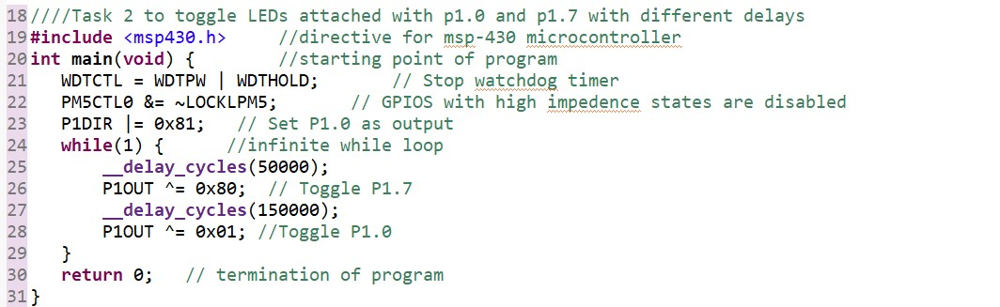 18 ////Task 2 to toggle LEDs attached with p1.0 and p1.7 with different delays
19 #include <msp430.h>      //directive for msp-430 microcontroller
20 int main(void) {         //starting point of program
21    WDTCTL = WDTPW | WDTHOLD;       // Stop watchdog timer
22    PM5CTL0 &= ~LOCKLPM5;       // GPIOS with high impedence states are disabled
23    P1DIR |= 0x81;   // Set P1.0 as output
24    while(1) {      //infinite while loop
25        __delay_cycles(50000);
26        P1OUT ^= 0x80;  // Toggle P1.7
27        __delay_cycles(150000);
28        P1OUT ^= 0x01; //Toggle P1.0
29    }
30    return 0;   // termination of program
31 }